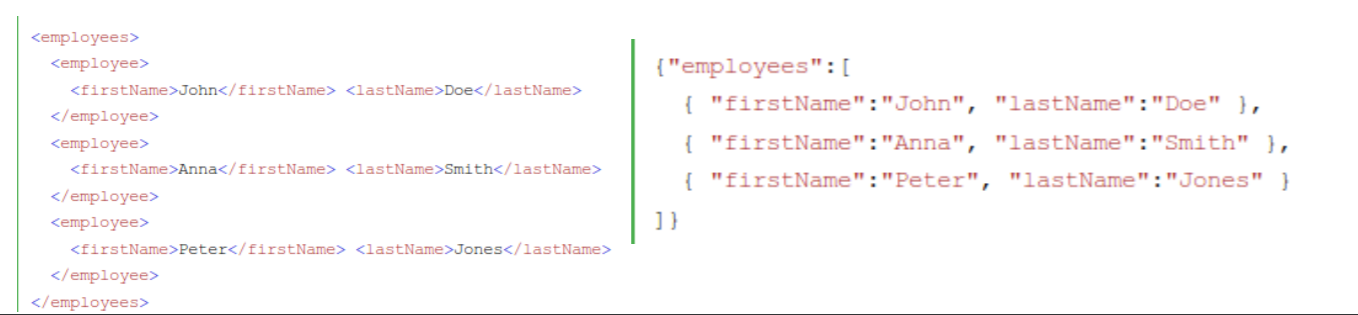 <employees>
  <employee>
    <firstName>John</firstName> <lastName>Doe</lastName>
  </employee>
  <employee>
    <firstName>Anna</firstName> <lastName>Smith</lastName>
  </employee>
  <employee>
    <firstName>Peter</firstName> <lastName>Jones</lastName>
  </employee>
</employees>
{"employees":[
  { "firstName":"John", "lastName":"Doe" },
  { "firstName":"Anna", "lastName":"Smith" },
  { "firstName":"Peter", "lastName":"Jones" }
]}